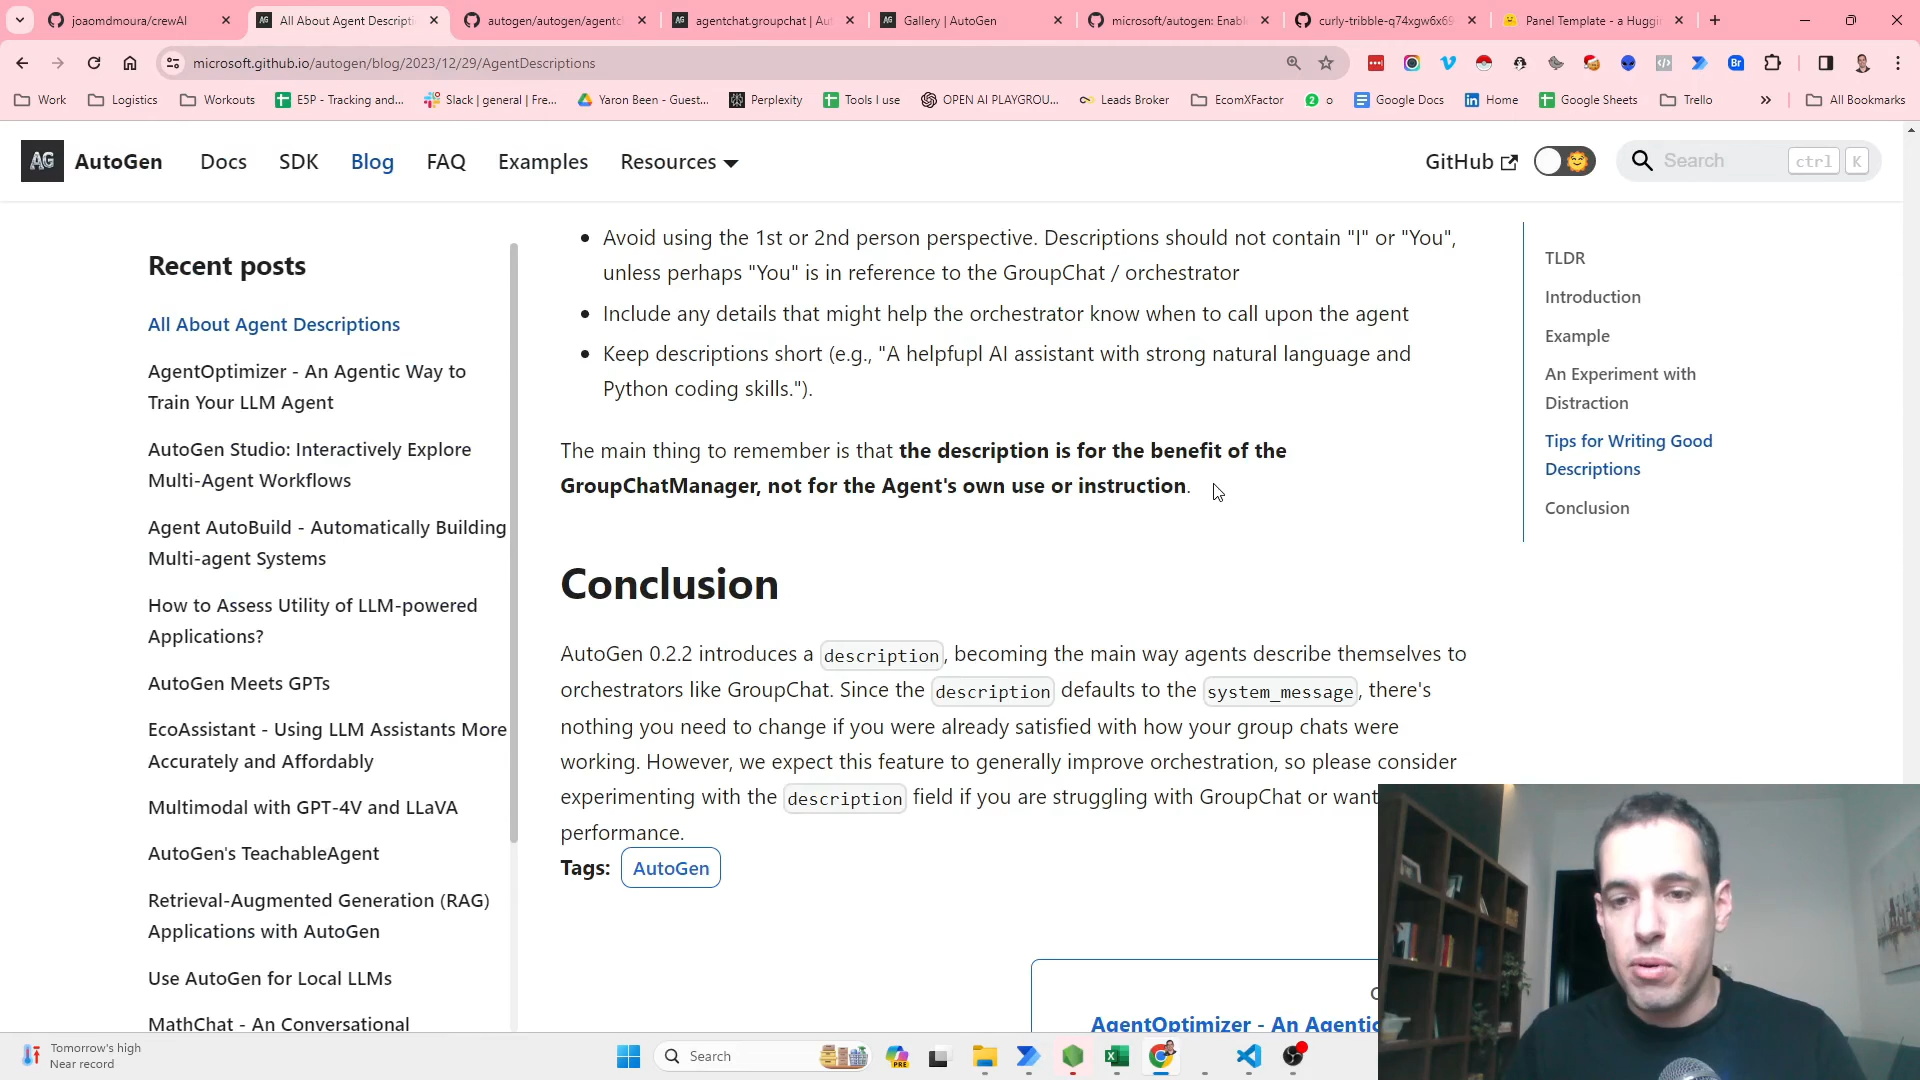 joaomdmoura/crewAI
All About Agent Descripti
autogen/autogen/agentc
agentchat.groupchat | Au
Gallery | AutoGen
microsoft/autogen: Enabl
curly-tribble-q74xgw6x69
Panel Template - a Huggi
microsoft.github.io/autogen/blog/2023/12/29/AgentDescriptions
Work
Logistics
Workouts
E5P - Tracking and...
Slack | general | Fre...
Yaron Been - Guest...
Perplexity
Tools I use
OPEN AI PLAYGROU...
Leads Broker
EcomXFactor
o
Google Docs
Home
Google Sheets
Trello
All Bookmarks
AG AutoGen Docs SDK Blog FAQ Examples Resources GitHub Search ctrl K
Recent posts
All About Agent Descriptions
AgentOptimizer - An Agentic Way to
Train Your LLM Agent
AutoGen Studio: Interactively Explore
Multi-Agent Workflows
Agent AutoBuild - Automatically Building
Multi-agent Systems
How to Assess Utility of LLM-powered
Applications?
AutoGen Meets GPTs
EcoAssistant - Using LLM Assistants More
Accurately and Affordably
Multimodal with GPT-4V and LLaVA
AutoGen's TeachableAgent
Retrieval-Augmented Generation (RAG)
Applications with AutoGen
Use AutoGen for Local LLMs
MathChat - An Conversational
Avoid using the 1st or 2nd person perspective. Descriptions should not contain "I" or "You",
unless perhaps "You" is in reference to the GroupChat / orchestrator
Include any details that might help the orchestrator know when to call upon the agent
Keep descriptions short (e.g., "A helpfupl AI assistant with strong natural language and
Python coding skills.").
The main thing to remember is that the description is for the benefit of the
GroupChatManager, not for the Agent's own use or instruction.
Conclusion
AutoGen 0.2.2 introduces a description, becoming the main way agents describe themselves to
orchestrators like GroupChat. Since the description defaults to the system_message, there's
nothing you need to change if you were already satisfied with how your group chats were
working. However, we expect this feature to generally improve orchestration, so please consider
experimenting with the description field if you are struggling with GroupChat or want
performance.
Tags: AutoGen
AgentOptimizer - An Agentic
TLDR
Introduction
Example
An Experiment with
Distraction
Tips for Writing Good
Descriptions
Conclusion
Tomorrow's high
Near record
Search
PRE